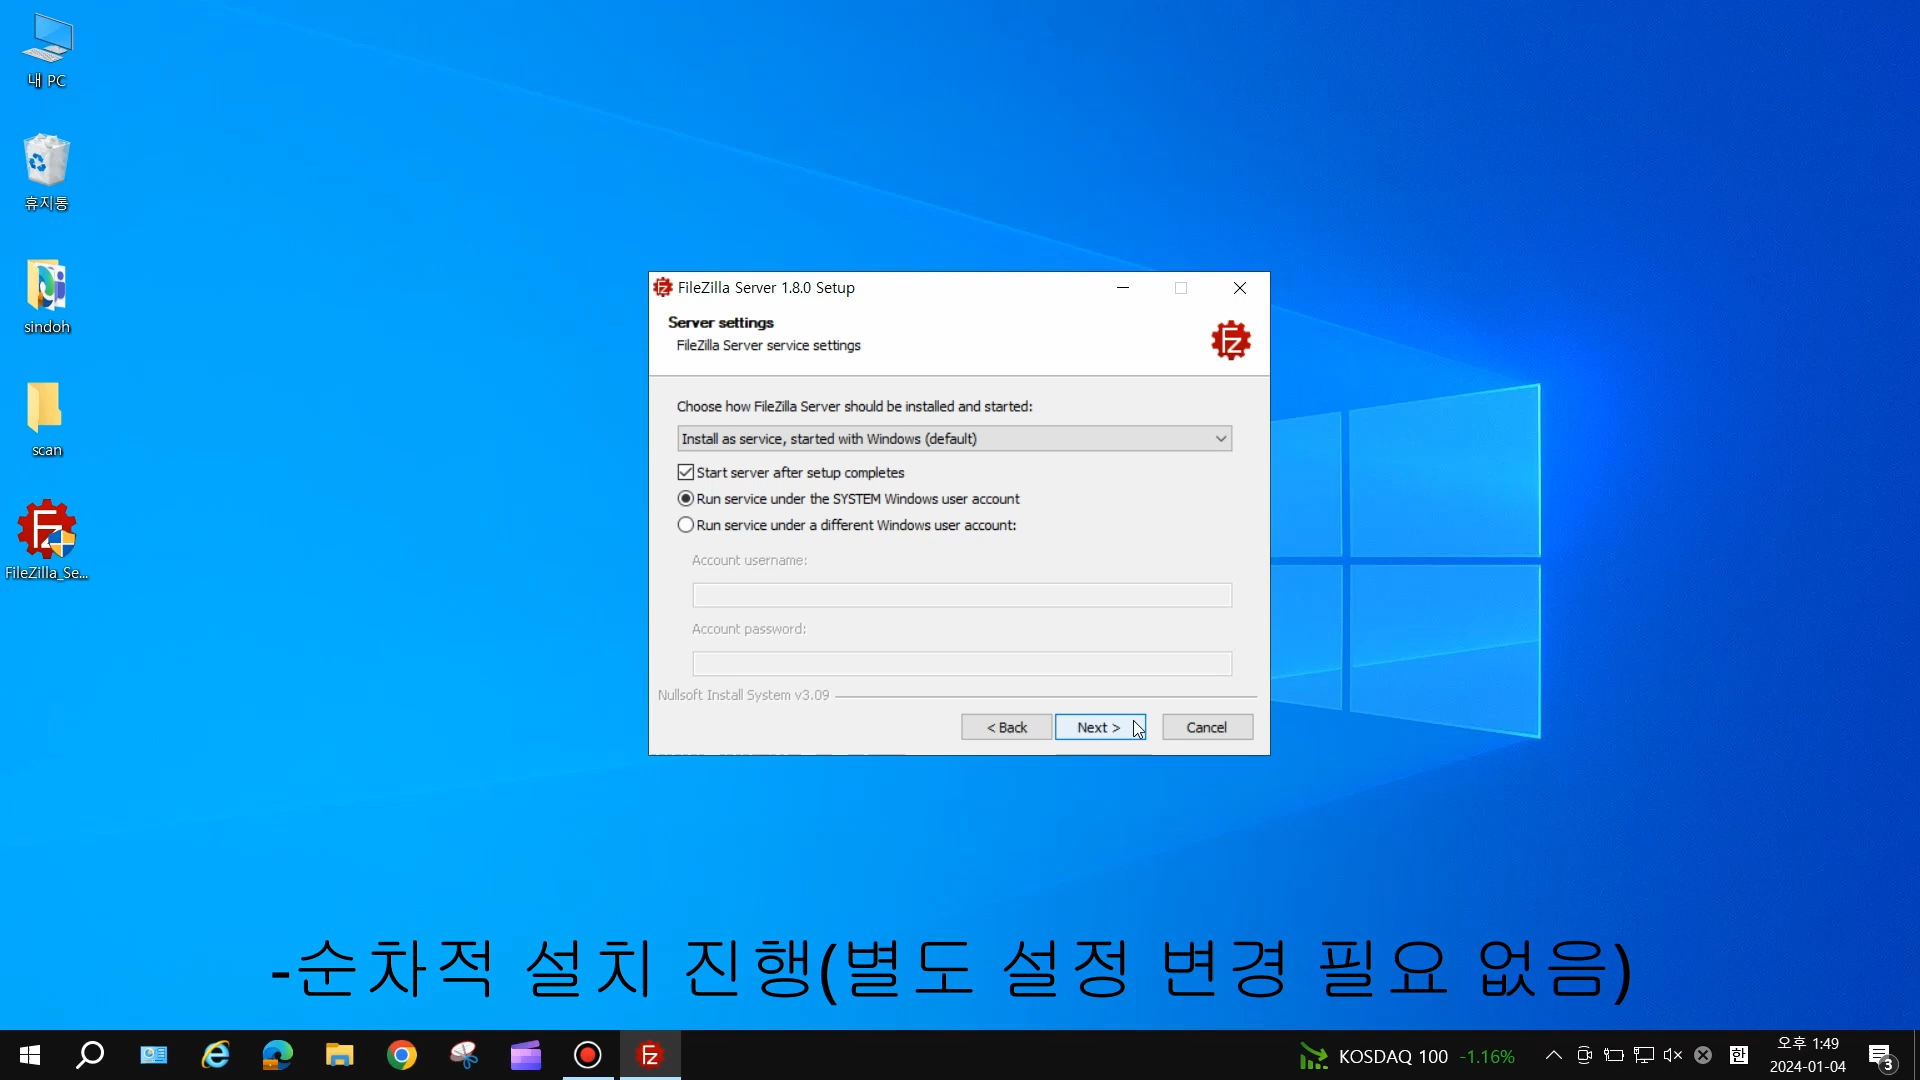 내 PC
휴지통
sindoh
scan
FileZilla_Se...
FileZilla Server 1.8.0 Setup
Server settings
FileZilla Server service settings
Choose how FileZilla Server should be installed and started:
Install as service, started with Windows (default)
Start server after setup completes
Run service under the SYSTEM Windows user account
Run service under a different Windows user account:
Account username:
Account password:
Nullsoft Install System v3.09
< Back
Next >
Cancel
-순차적 설치 진행(별도 설정 변경 필요 없음)
KOSDAQ 100 -1.16%
한
오후 1:49
2024-01-04
3